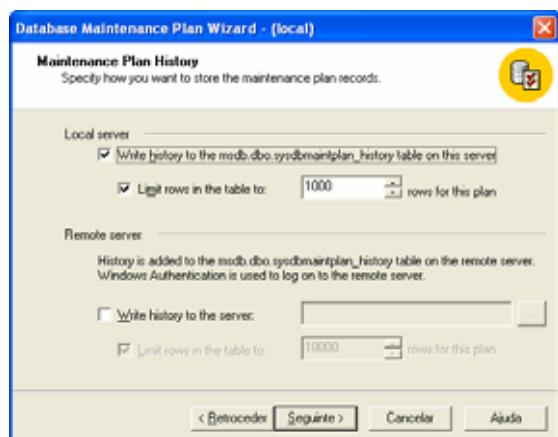 Database Maintenance Plan Wizard - (local)
Maintenance Plan History
Specify how you want to store the maintenance plan records.
Local server
Write history to the msdb.dbo.sysdbmaintplan_history table on this server
Limit rows in the table to: 1000 rows for this plan
Remote server
History is added to the msdb.dbo.sysdbmaintplan_history table on the remote server.
Windows Authentication is used to log on to the remote server.
Write history to the server: ...
Limit rows in the table to: 10000 rows for this plan
< Retroceder Seguinte > Cancelar Ajuda